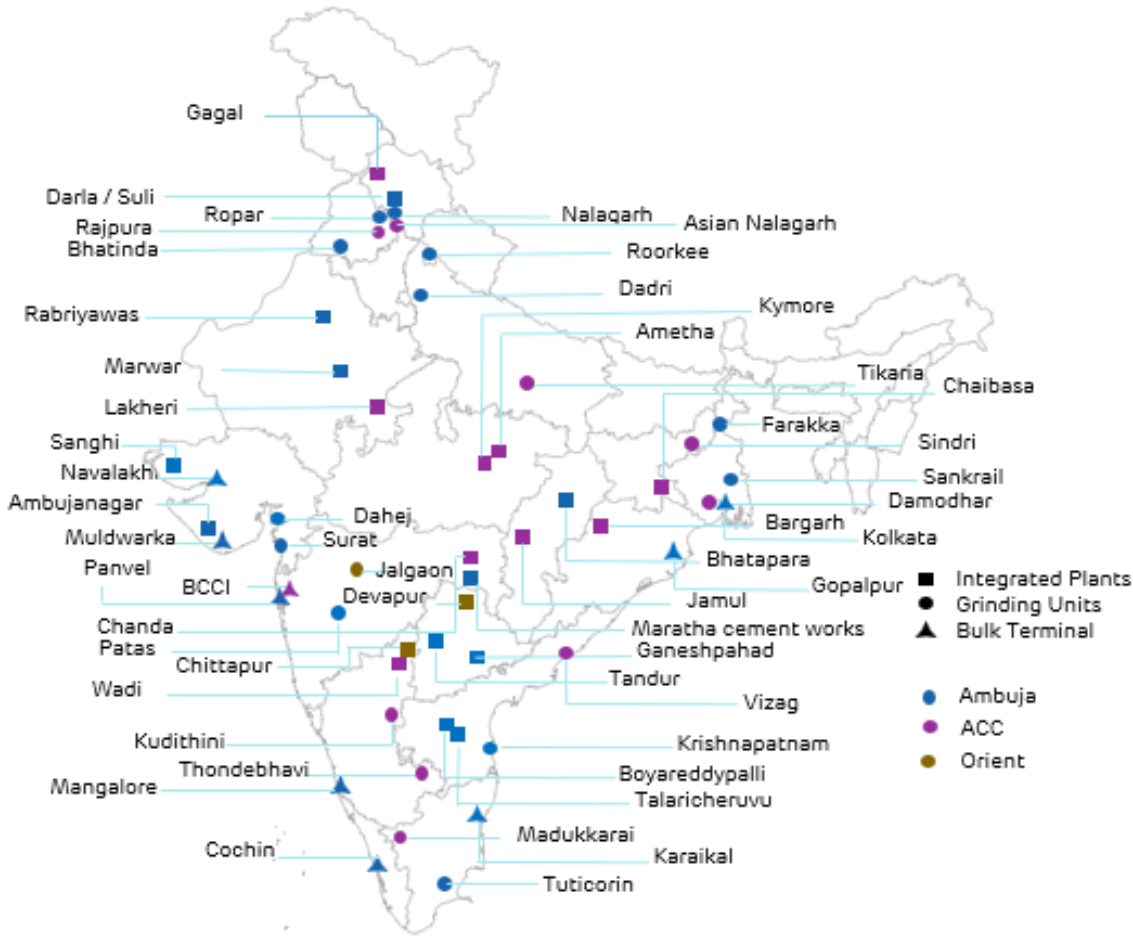 Gagal
Darla / Suli
Ropar
Nalagarh
Asian Nalagarh
Rajpura
Bhatinda
Roorkee
Dadri
Rabriyawas
Kymore
Ametha
Marwar
Tikaria
Chaibasa
Lakheri
Farakka
Sanghi
Sindri
Navalakhi
Sankrail
Ambujanagar
Damodhar
Dahej
Bargarh
Muldwarka
Surat
Kolkata
Panvel
Jalgaon
Bhatapara
BCCI
Gopalpur
Devapur
Jamul
Chanda
Maratha cement works
Patas
Ganeshpahad
Chittapur
Tandur
Wadi
Vizag
Kudithini
Krishnapatnam
Thondebhavi
Boyareddypalli
Mangalore
Talaricheruvu
Madukkarai
Cochin
Karaikal
Tuticorin
Integrated Plants
Grinding Units
Bulk Terminal
Ambuja
ACC
Orient